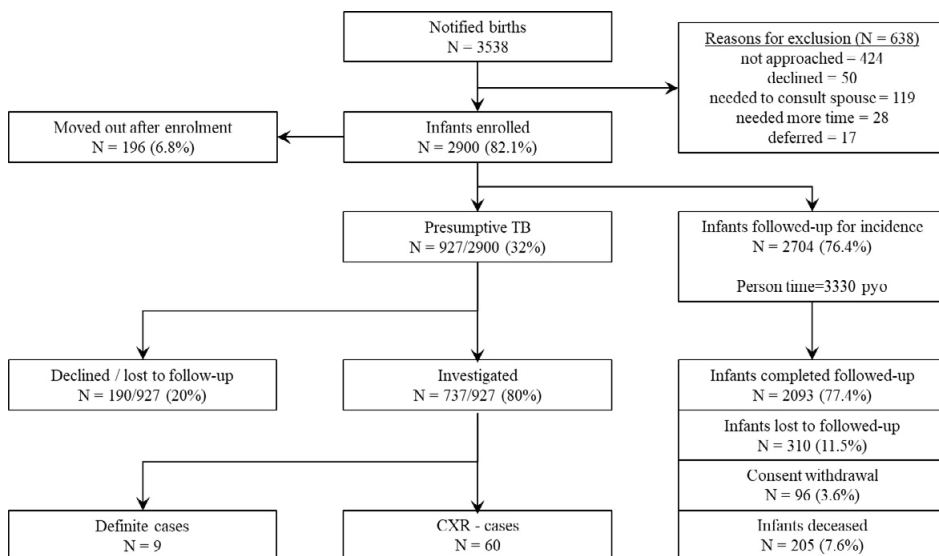 Notified births
N = 3538
Reasons for exclusion (N = 638)
not approached = 424
declined = 50
needed to consult spouse = 119
needed more time = 28
deferred = 17
Moved out after enrolment
N = 196 (6.8%)
Infants enrolled
N = 2900 (82.1%)
Presumptive TB
N = 927/2900 (32%)
Infants followed-up for incidence
N = 2704 (76.4%)
Person time=3330 pyo
Declined / lost to follow-up
N = 190/927 (20%)
Investigated
N = 737/927 (80%)
Infants completed followed-up
N = 2093 (77.4%)
Infants lost to followed-up
N = 310 (11.5%)
Consent withdrawal
N = 96 (3.6%)
Infants deceased
N = 205 (7.6%)
Definite cases
N = 9
CXR - cases
N = 60